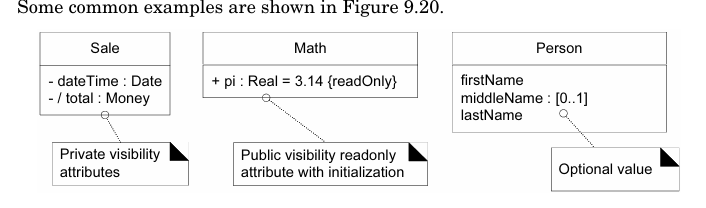 Some common examples are shown in Figure 9.20.
Sale
- dateTime : Date
- / total : Money
Math
+ pi : Real = 3.14 {readOnly}
Person
firstName
middleName : [0..1]
lastName
Private visibility
attributes
Public visibility readonly
attribute with initialization
Optional value